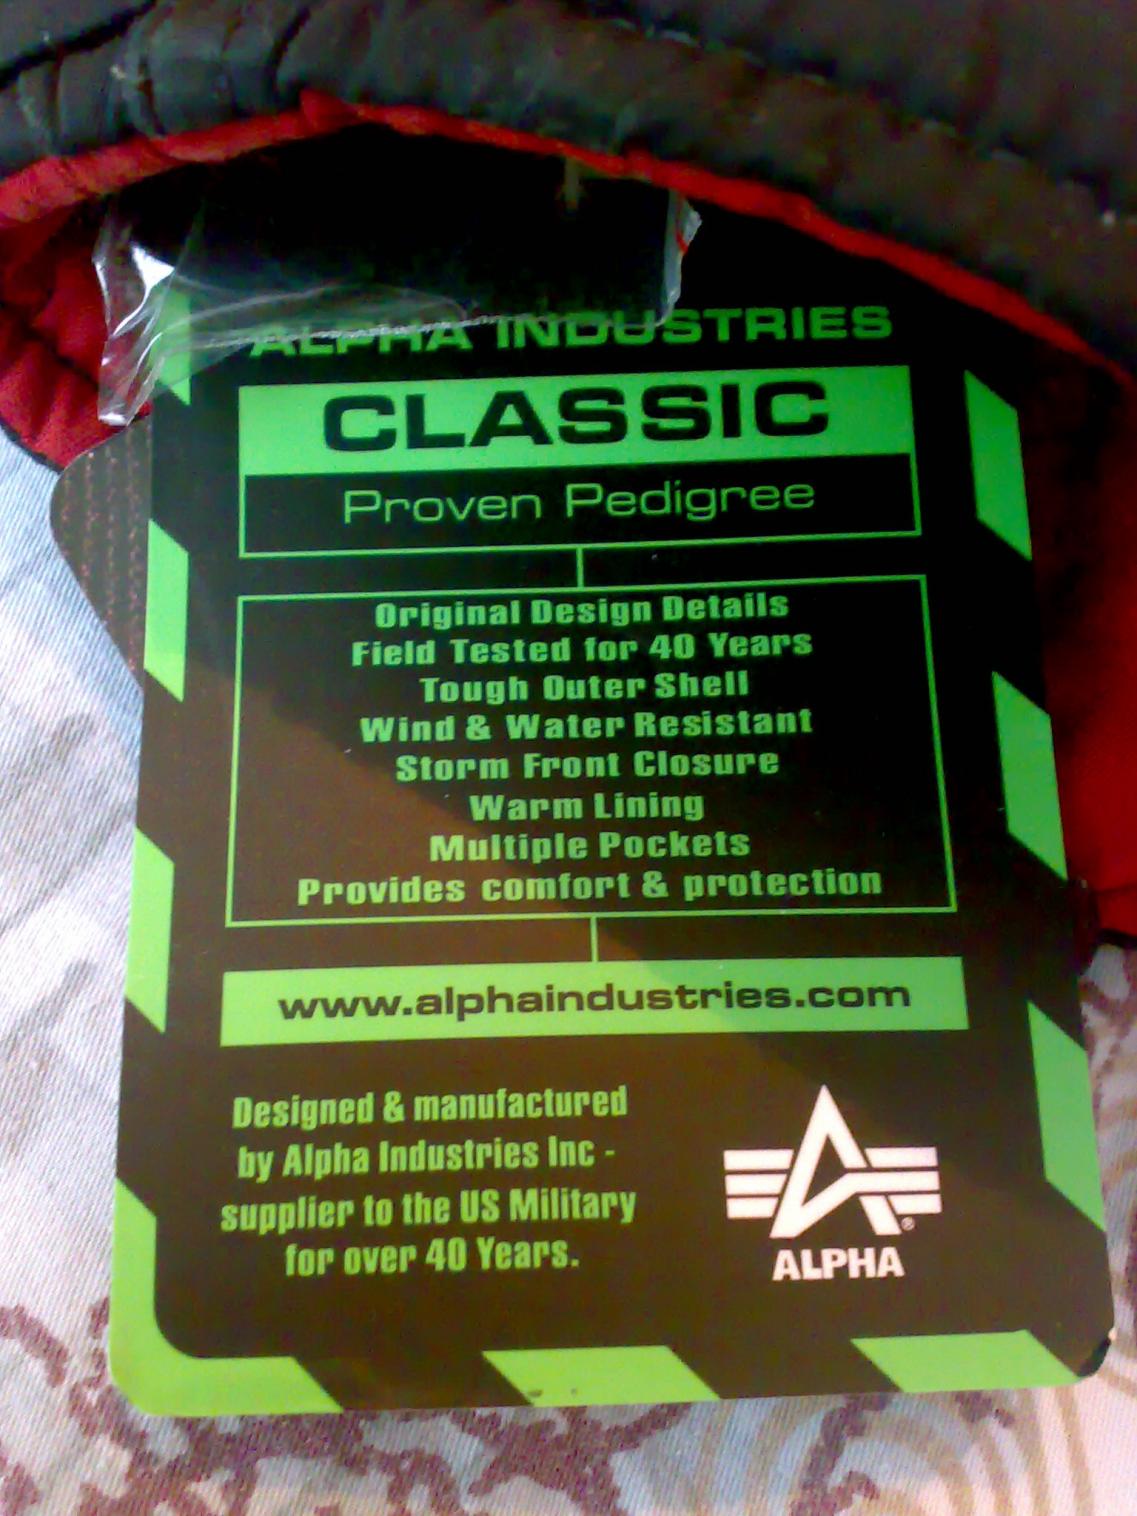 ALPHA INDUSTRIES
CLASSIC
Proven Pedigree
Original Design Details
Field Tested for 40 Years
Tough Outer Shell
Wind & Water Resistant
Storm Front Closure
Warm Lining
Multiple Pockets
Provides comfort & protection
www.alphaindustries.com
Designed & manufactured
by Alpha Industries Inc -
supplier to the US Military
for over 40 Years.
®
ALPHA